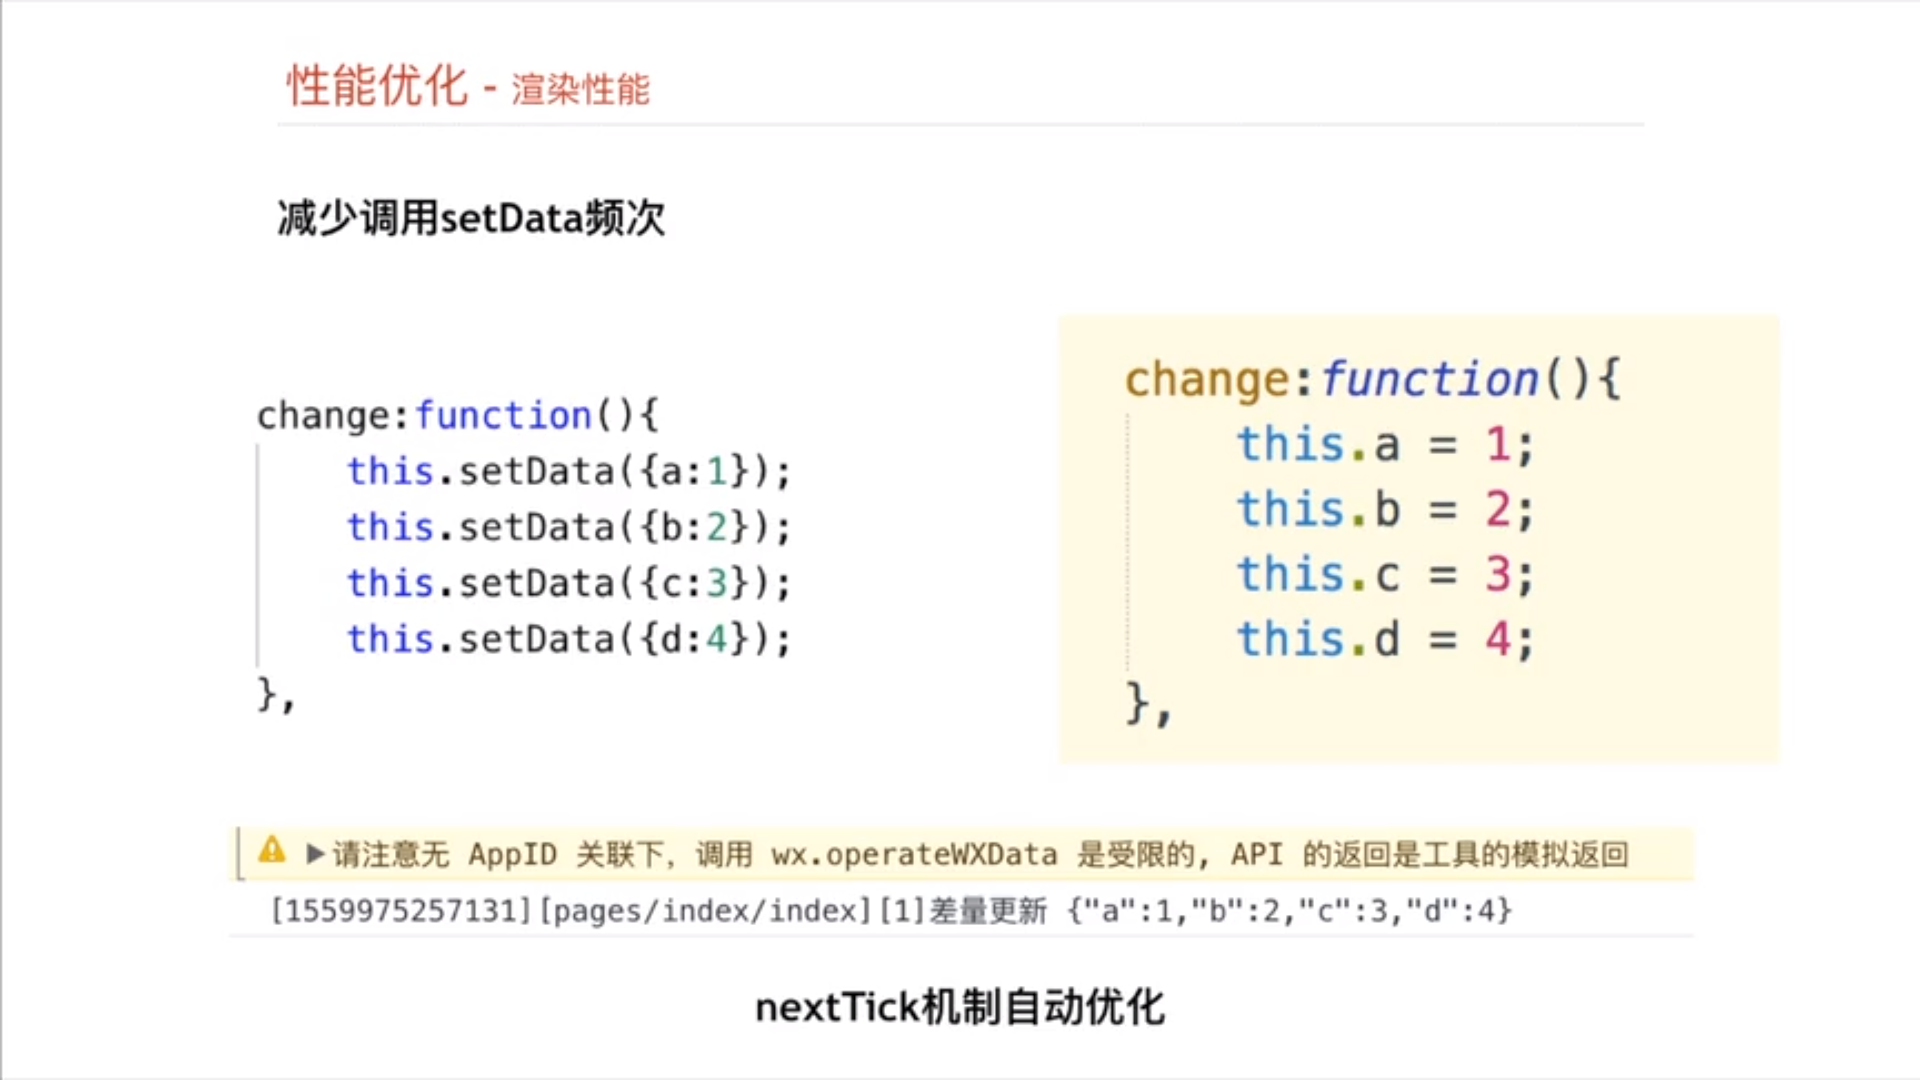 性能优化 - 渲染性能
减少调用setData频次
change:function(){
this.setData({a:1});
this.setData({b:2});
this.setData({c:3});
this.setData({d:4});
},
change:function(){
this.a = 1;
this.b = 2;
this.c = 3;
this.d = 4;
},
请注意无 AppID 关联下, 调用 wx.operateWXData 是受限的, API 的返回是工具的模拟返回
[1559975257131][pages/index/index][1]差量更新 {"a":1,"b":2,"c":3,"d":4}
nextTick机制自动优化